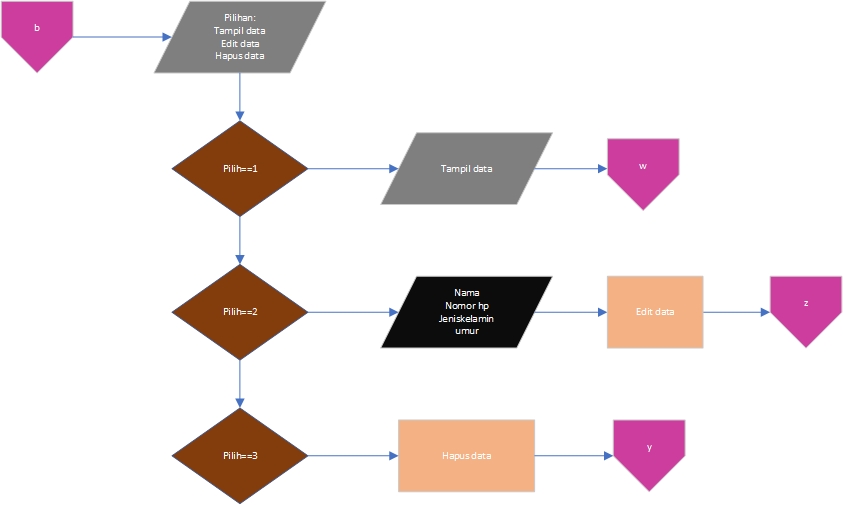 b
Pilihan:
Tampil data
Edit data
Hapus data
Pilih==1
Tampil data
w
Pilih==2
Nama
Nomor hp
Jeniskelamin
umur
Edit data
z
Pilih==3
Hapus data
y